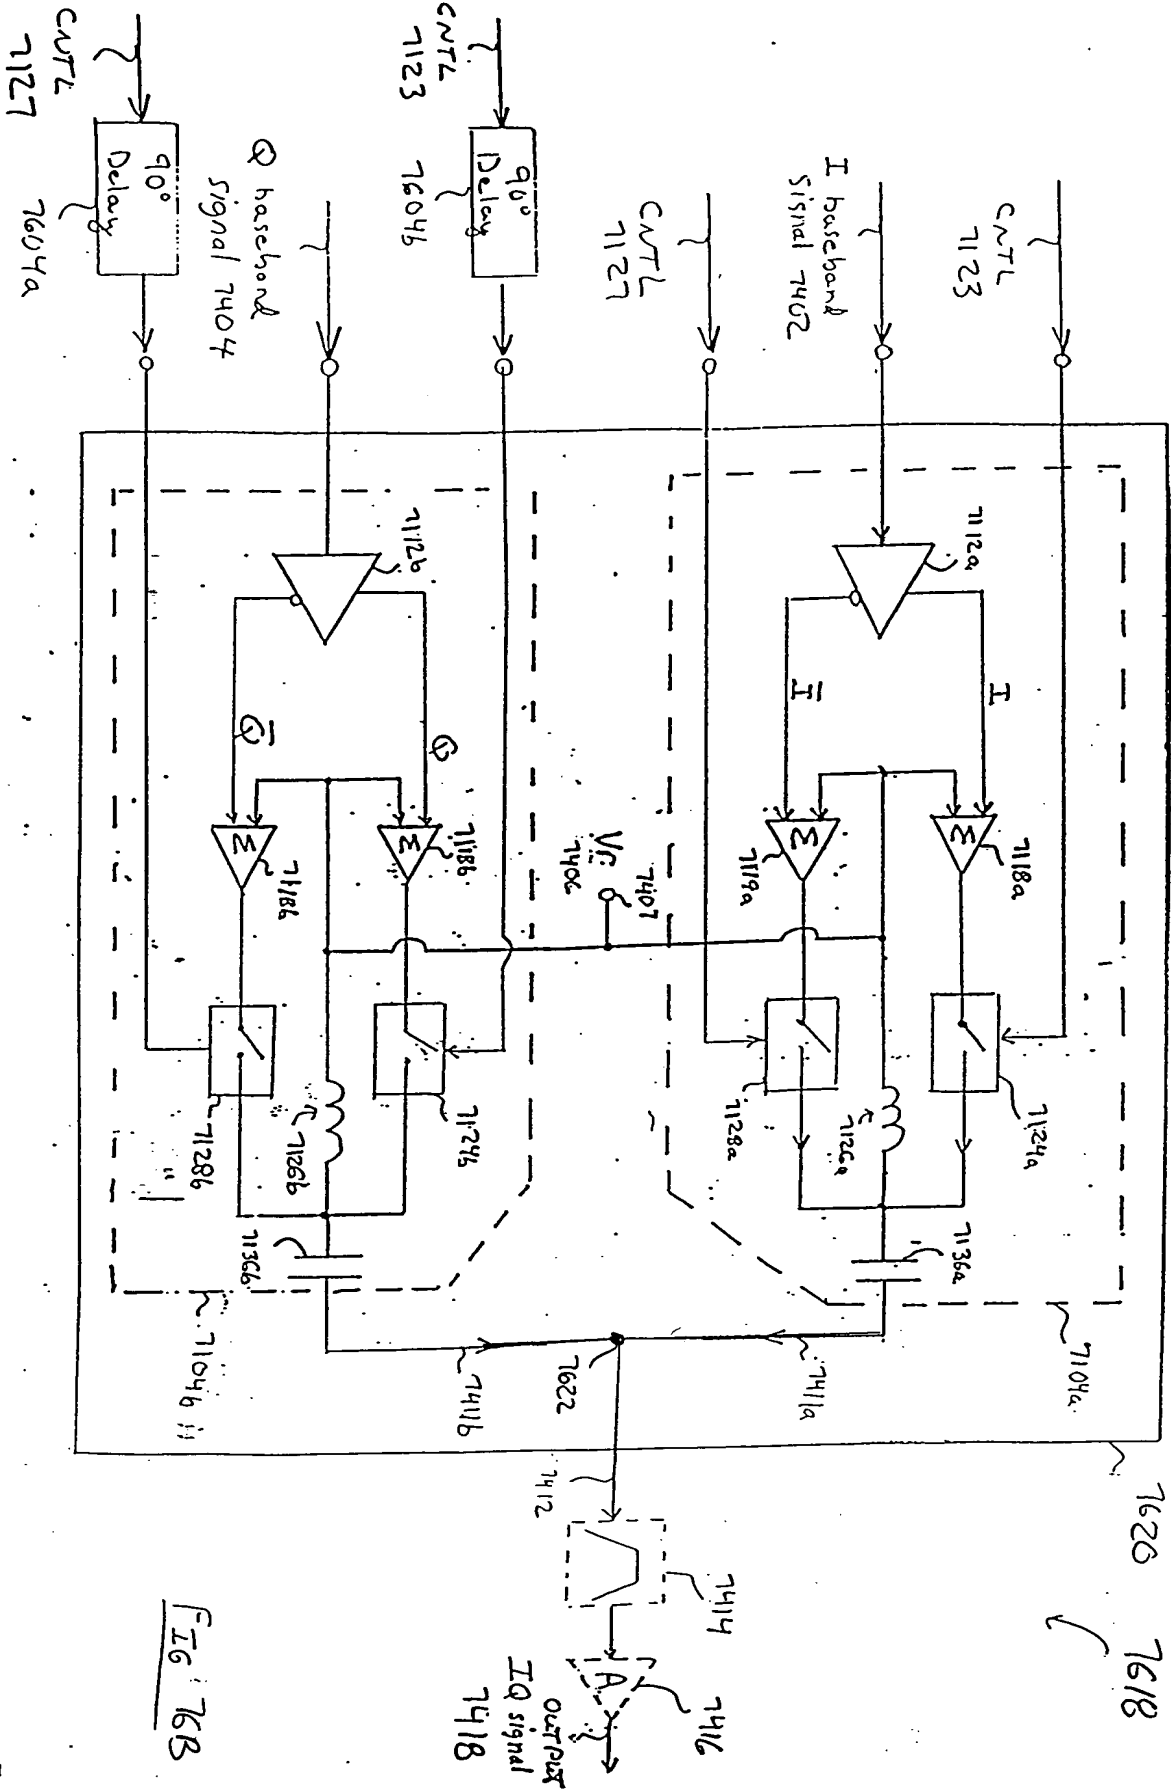 CNTL
7123
I baseband
signal 7402
CNTL
7127
CNTL
7123
90°
Delay
7604b
Q baseband
signal 7404
CNTL
7127
90°
Delay
7604a
7112a
I
I̅
Σ
7118a
Σ
7119a
7124a
7126a
7128a
7136a
7104a
7411a
Vr
7406
7407
7112b
Q
Q̅
Σ
7118b
Σ
7118b
7124b
7126b
7128b
7136b
7104b
7411b
7622
7620
7618
7412
7414
A
7416
OUTPUT
IQ signal
7418
FIG 76B